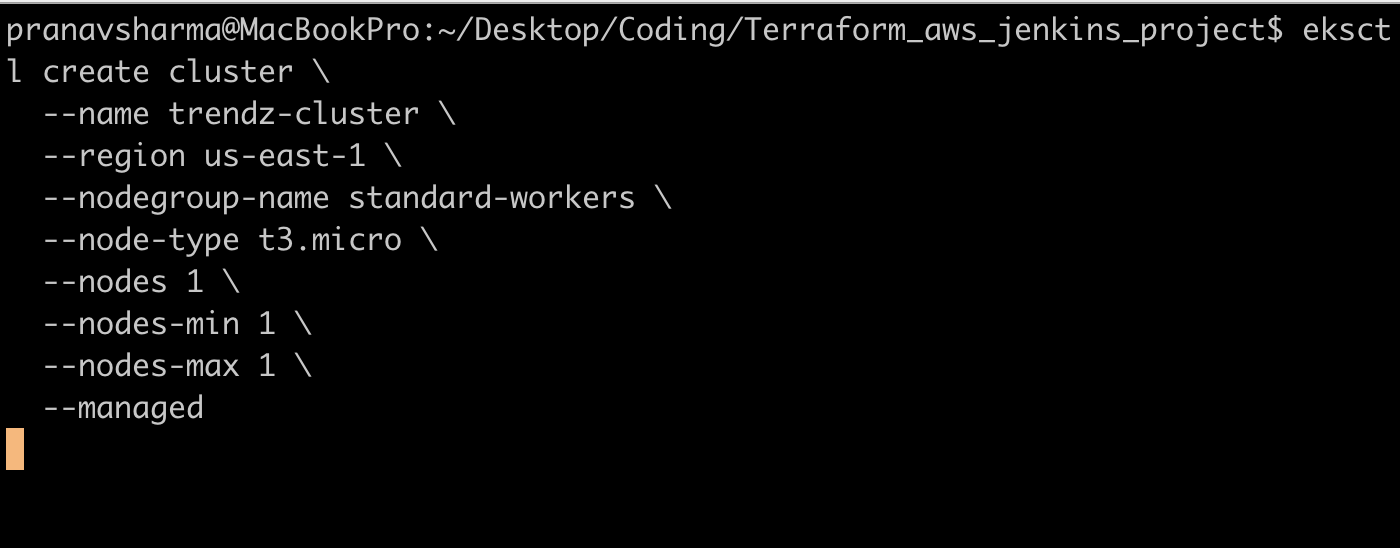 pranavsharma@MacBookPro:~/Desktop/Coding/Terraform_aws_jenkins_project$ eksct
l create cluster \
  --name trendz-cluster \
  --region us-east-1 \
  --nodegroup-name standard-workers \
  --node-type t3.micro \
  --nodes 1 \
  --nodes-min 1 \
  --nodes-max 1 \
  --managed